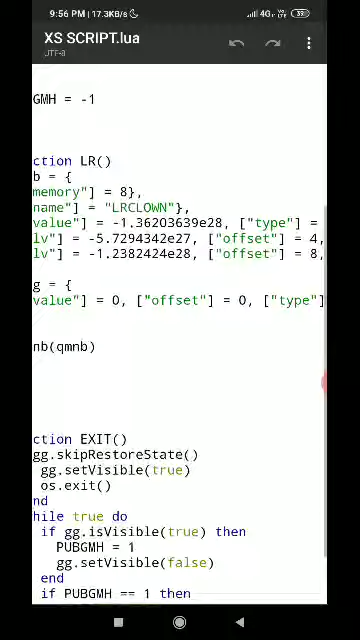 9:56 PM | 17.3KB/s
4G
39
XS SCRIPT.lua
UTF-8
GMH = -1
ction LR()
b = {
memory"] = 8},
name"] = "LRCLOWN"},
value"] = -1.36203639e28, ["type"] =
lv"] = -5.7294342e27, ["offset"] = 4,
lv"] = -1.2382424e28, ["offset"] = 8,
g = {
value"] = 0, ["offset"] = 0, ["type"]
nb(qmnb)
ction EXIT()
gg.skipRestoreState()
gg.setVisible(true)
os.exit()
nd
hile true do
if gg.isVisible(true) then
PUBGMH = 1
gg.setVisible(false)
end
if PUBGMH == 1 then